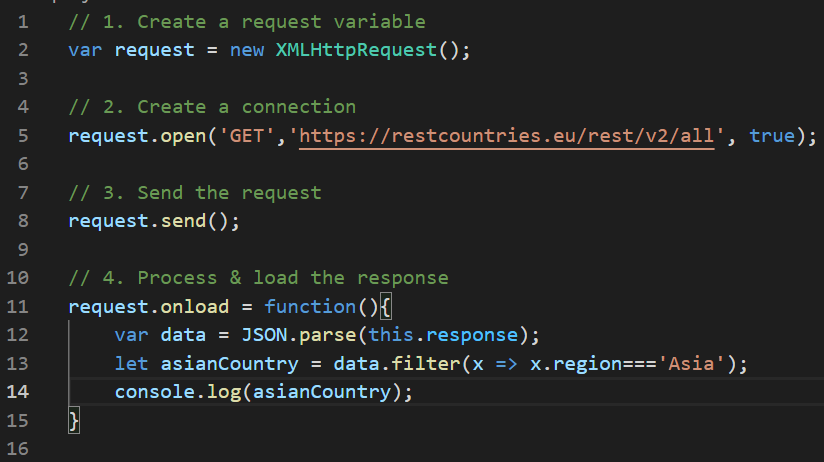 1 // 1. Create a request variable
2 var request = new XMLHttpRequest();
3
4 // 2. Create a connection
5 request.open('GET','https://restcountries.eu/rest/v2/all', true);
6
7 // 3. Send the request
8 request.send();
9
10 // 4. Process & load the response
11 request.onload = function(){
12     var data = JSON.parse(this.response);
13     let asianCountry = data.filter(x => x.region==='Asia');
14     console.log(asianCountry);
15 }
16